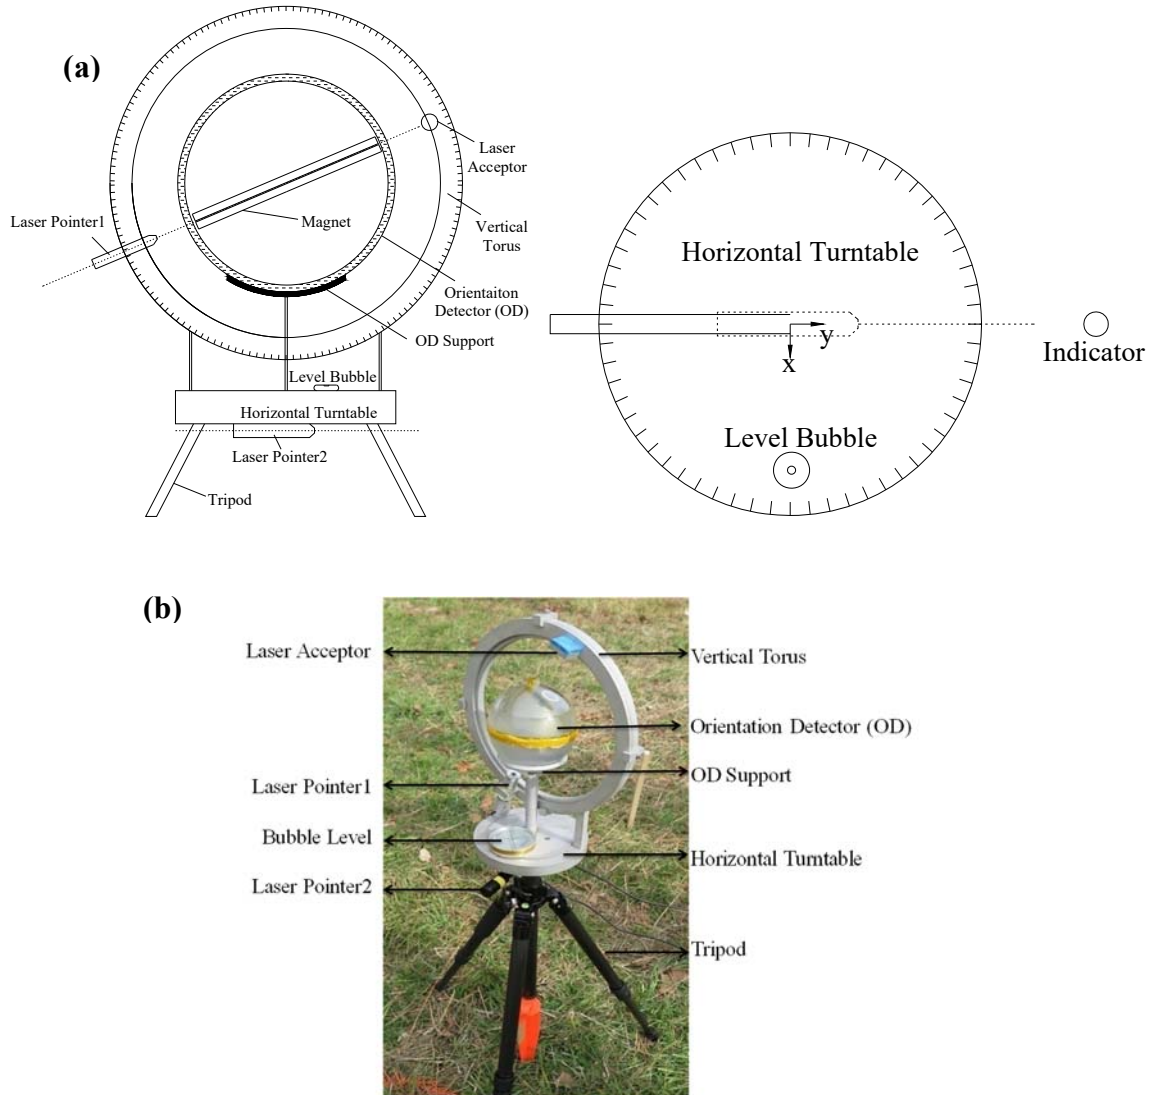 (a)
Laser
Acceptor
Laser Pointer1
Magnet
Vertical
Torus
Orientaiton
Detector (OD)
OD Support
Level Bubble
Horizontal Turntable
Laser Pointer2
Tripod
Horizontal Turntable
y
x
Indicator
Level Bubble
(b)
Laser Acceptor
Vertical Torus
Orientation Detector (OD)
OD Support
Laser Pointer1
Bubble Level
Horizontal Turntable
Laser Pointer2
Tripod